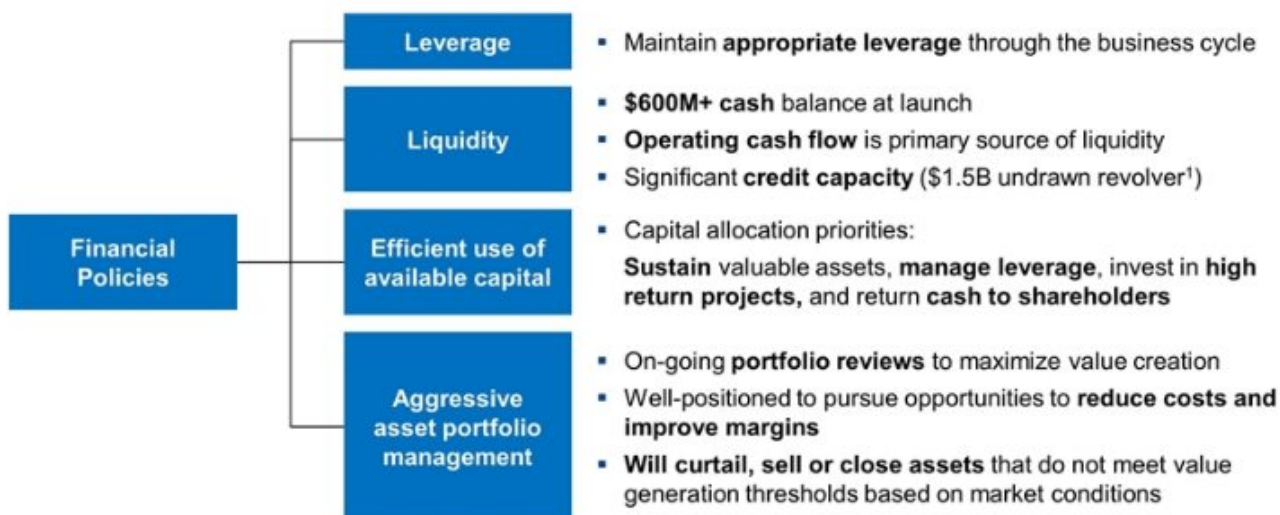 Financial
Policies
Leverage
▪ Maintain appropriate leverage through the business cycle
Liquidity
▪ $600M+ cash balance at launch
▪ Operating cash flow is primary source of liquidity
▪ Significant credit capacity ($1.5B undrawn revolver¹)
Efficient use of
available capital
▪ Capital allocation priorities:
Sustain valuable assets, manage leverage, invest in high
return projects, and return cash to shareholders
Aggressive
asset portfolio
management
▪ On-going portfolio reviews to maximize value creation
▪ Well-positioned to pursue opportunities to reduce costs and
improve margins
▪ Will curtail, sell or close assets that do not meet value
generation thresholds based on market conditions